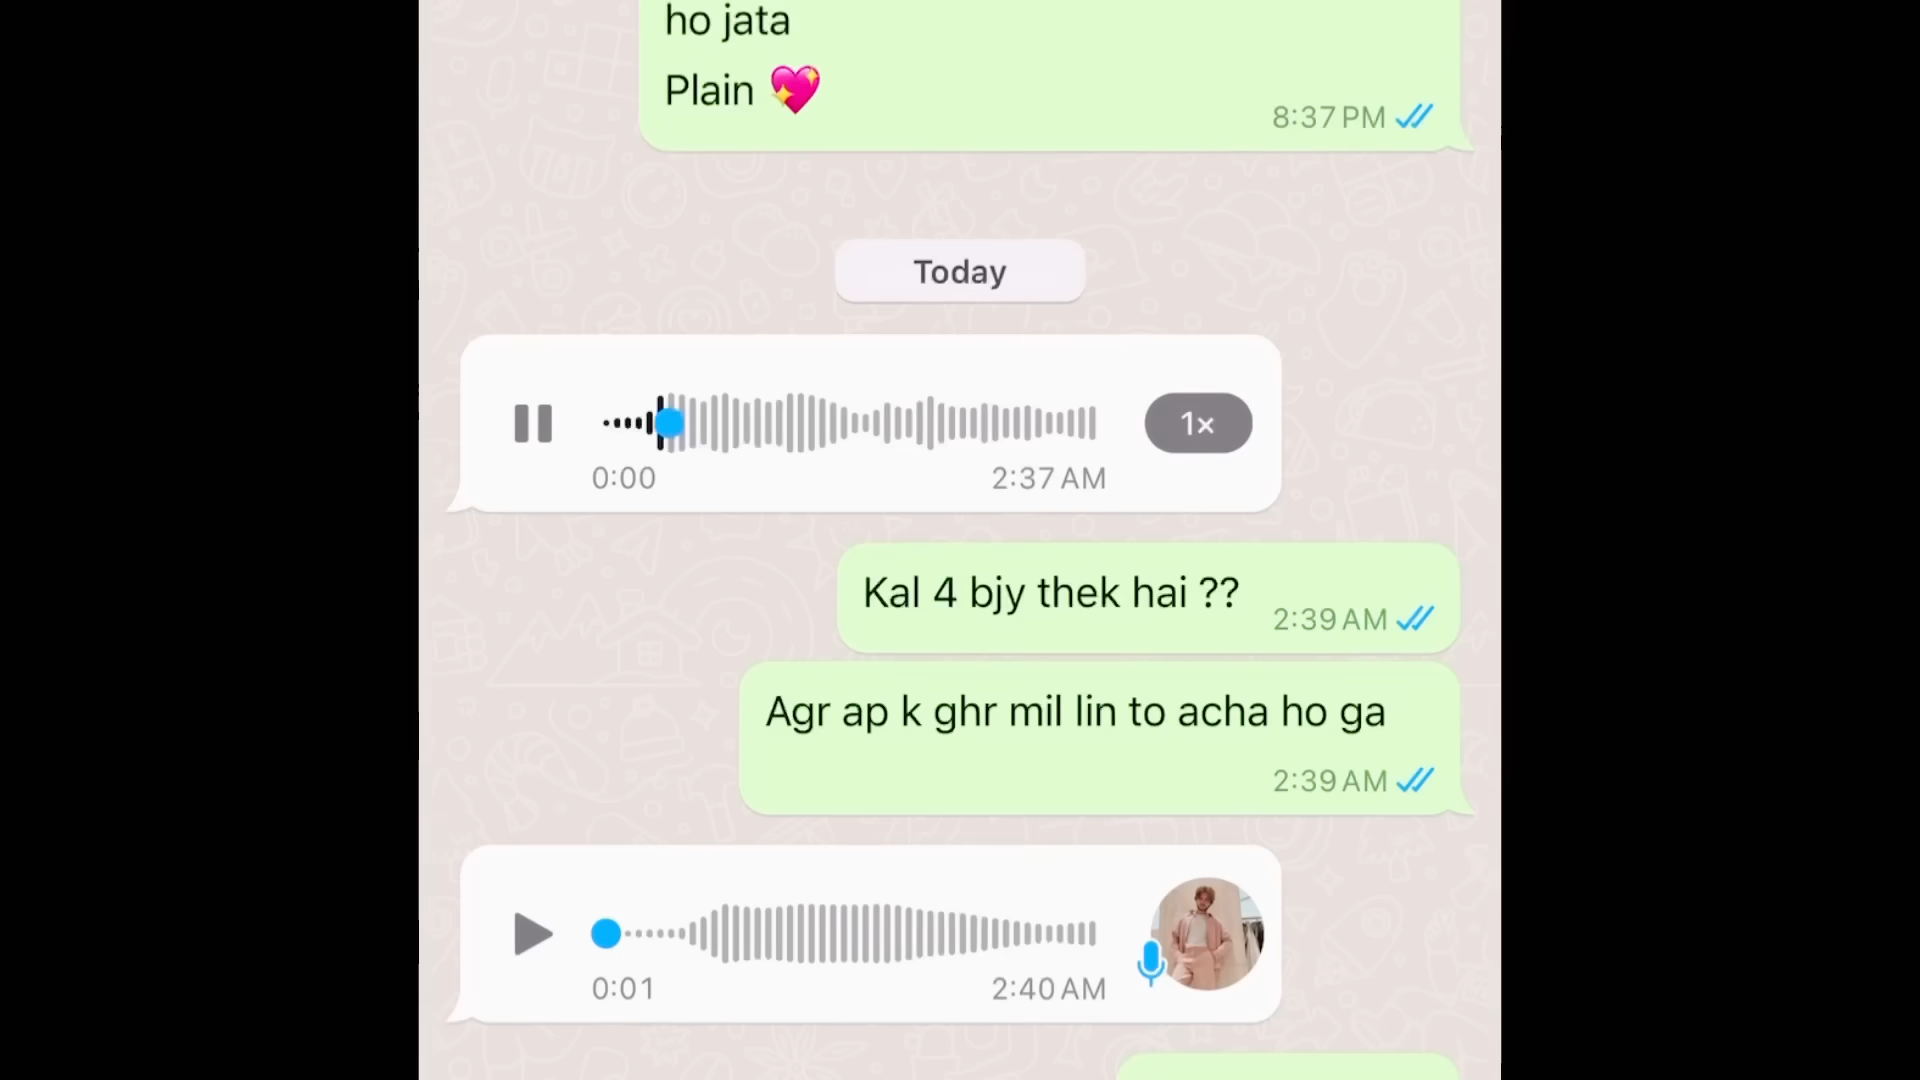 ho jata
Plain 💖
8:37 PM
Today
1×
0:00
2:37 AM
Kal 4 bjy thek hai ??
2:39 AM
Agr ap k ghr mil lin to acha ho ga
2:39 AM
0:01
2:40 AM